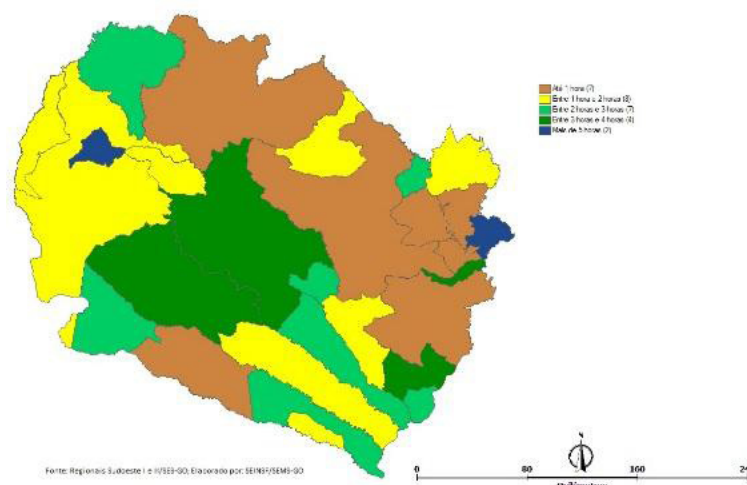 Até 1 hora (7)
Entre 1 hora e 2 horas (8)
Entre 2 horas e 3 horas (7)
Entre 3 horas e 4 horas (4)
Mais de 5 horas (2)
N
0 80 160
Fonte: Regionais Sudoeste I e II/SES-GO; Elaborado por: SEINSF/SEMS-GO